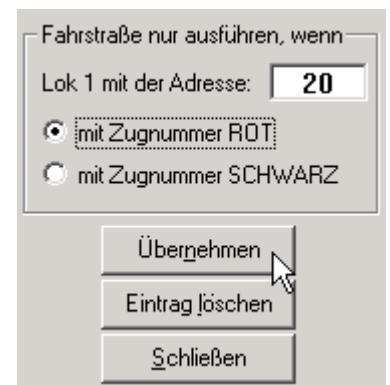 Fahrstraße nur ausführen, wenn
Lok 1 mit der Adresse: 20
mit Zugnummer ROT
mit Zugnummer SCHWARZ
Übernehmen
Eintrag löschen
Schließen